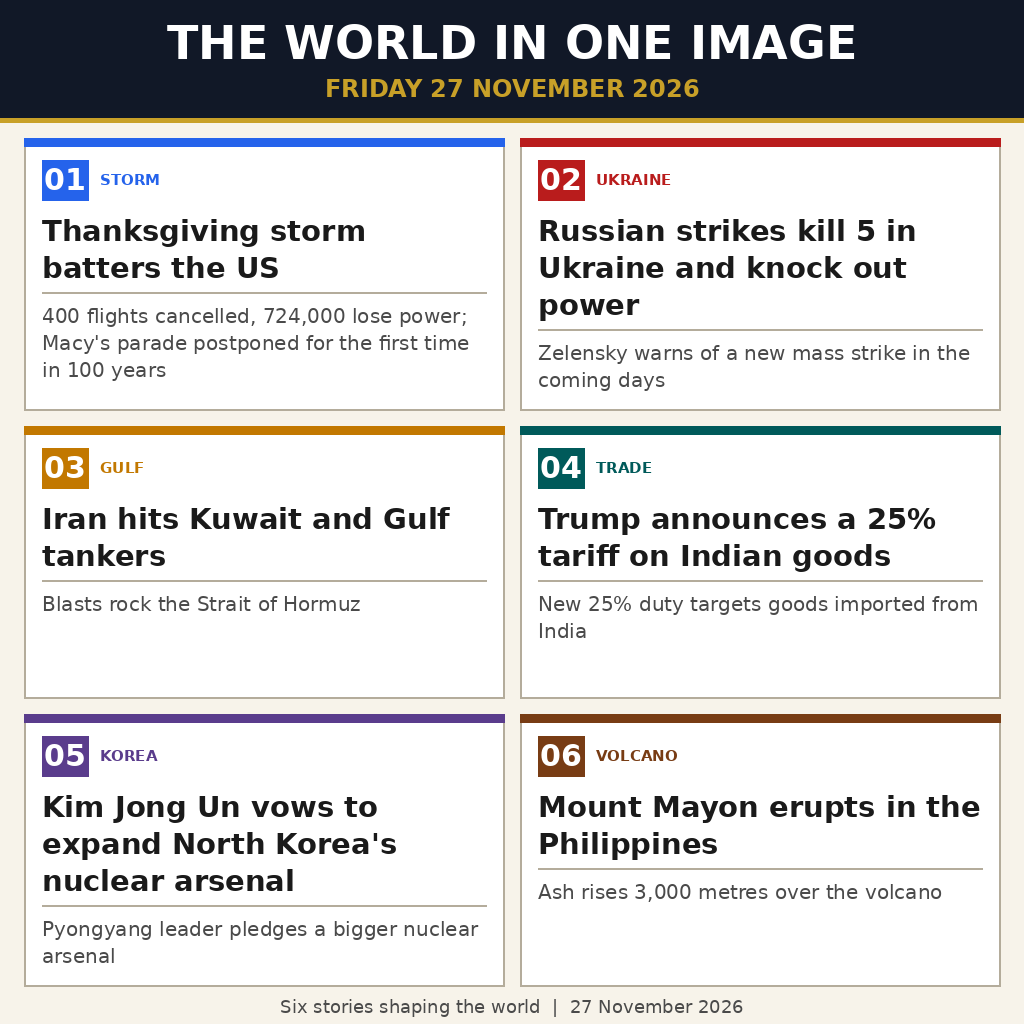 THE WORLD IN ONE IMAGE
FRIDAY 27 NOVEMBER 2026
01 STORM
Thanksgiving storm
batters the US
400 flights cancelled, 724,000 lose power;
Macy's parade postponed for the first time
in 100 years
02 UKRAINE
Russian strikes kill 5 in
Ukraine and knock out
power
Zelensky warns of a new mass strike in the
coming days
03 GULF
Iran hits Kuwait and Gulf
tankers
Blasts rock the Strait of Hormuz
04 TRADE
Trump announces a 25%
tariff on Indian goods
New 25% duty targets goods imported from
India
05 KOREA
Kim Jong Un vows to
expand North Korea's
nuclear arsenal
Pyongyang leader pledges a bigger nuclear
arsenal
06 VOLCANO
Mount Mayon erupts in the
Philippines
Ash rises 3,000 metres over the volcano
Six stories shaping the world | 27 November 2026